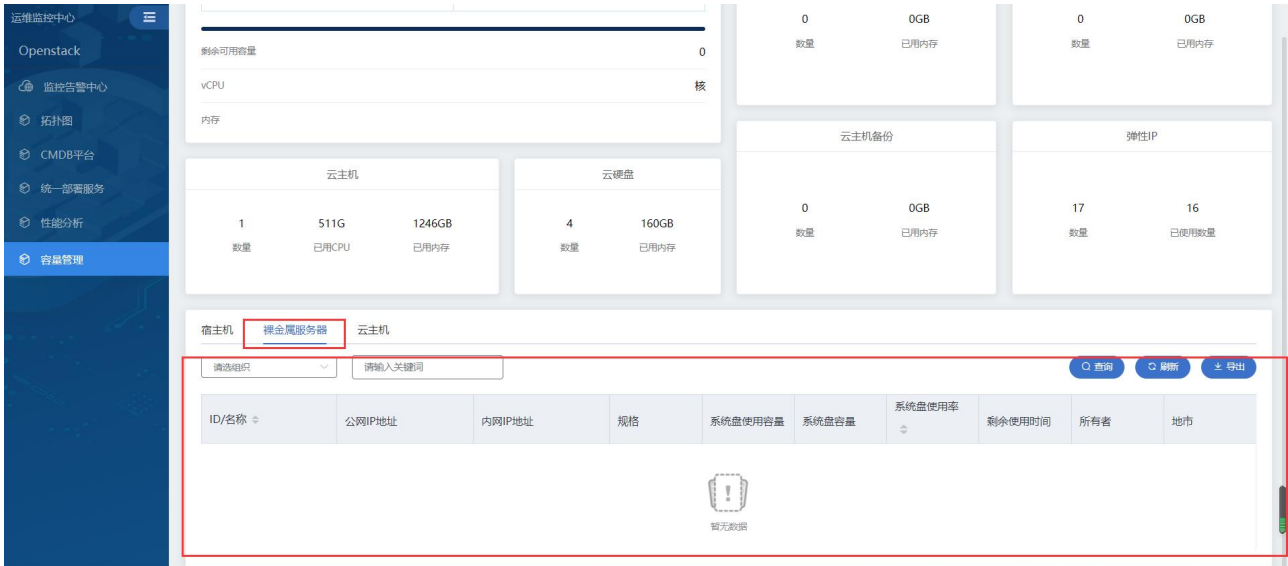 运维监控中心
Openstack
监控告警中心
拓扑图
CMDB平台
统一部署服务
性能分析
容量管理
剩余可用容量 0
vCPU 核
内存
0 0GB
数量 已用内存
0 0GB
数量 已用内存
云主机
1 511G 1246GB
数量 已用CPU 已用内存
云硬盘
4 160GB
数量 已用内存
云主机备份
0 0GB
数量 已用内存
弹性IP
17 16
数量 已使用数量
宿主机 裸金属服务器 云主机
请选组织 请输入关键词 查询 刷新 导出
ID/名称 公网IP地址 内网IP地址 规格 系统盘使用容量 系统盘容量 系统盘使用率 剩余使用时间 所有者 地市
暂无数据